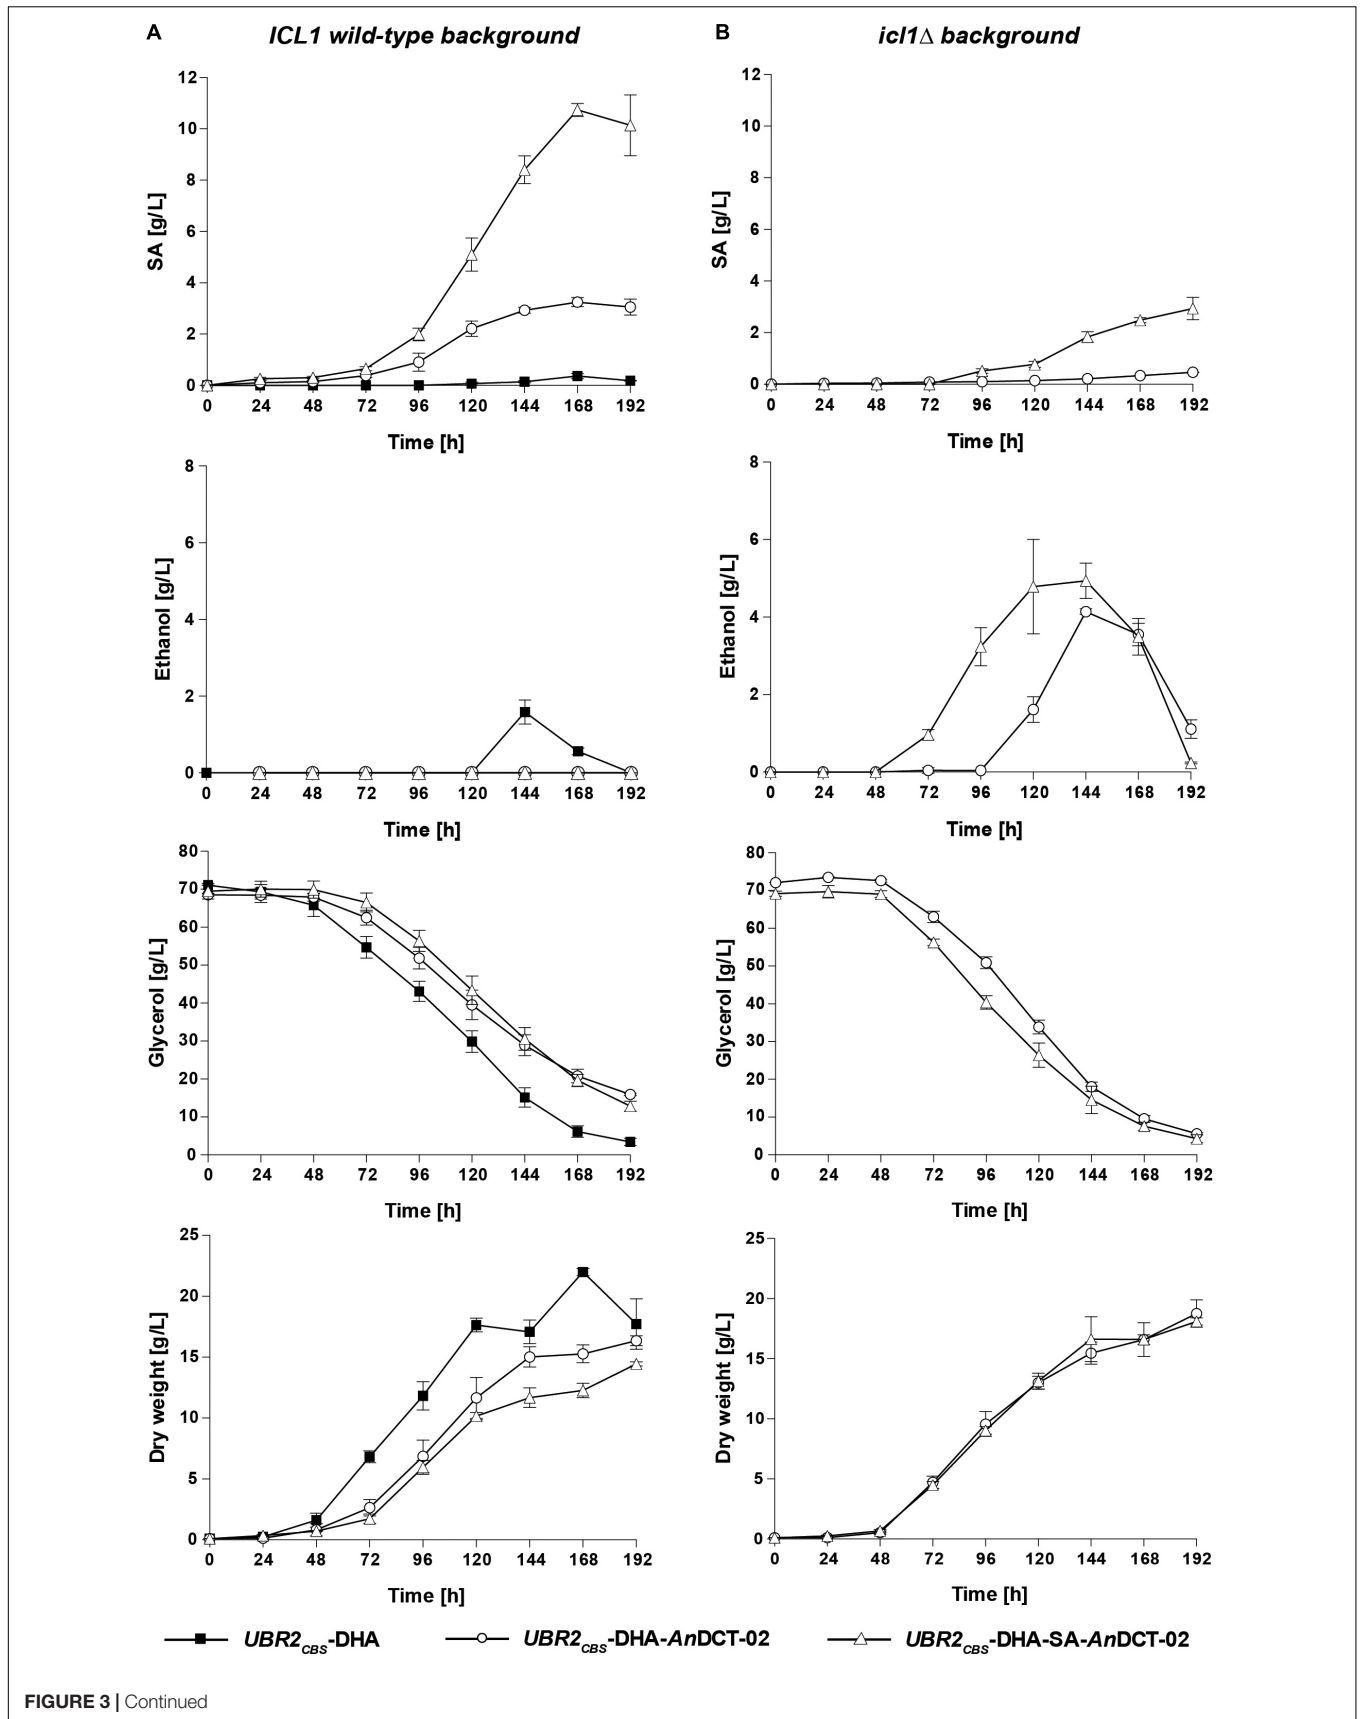 A
ICL1 wild-type background
B
icl1Δ background
12
10
8
6
4
2
0
SA [g/L]
0 24 48 72 96 120 144 168 192
Time [h]
12
10
8
6
4
2
0
SA [g/L]
0 24 48 72 96 120 144 168 192
Time [h]
8
6
4
2
0
Ethanol [g/L]
0 24 48 72 96 120 144 168 192
Time [h]
8
6
4
2
0
Ethanol [g/L]
0 24 48 72 96 120 144 168 192
Time [h]
80
70
60
50
40
30
20
10
0
Glycerol [g/L]
0 24 48 72 96 120 144 168 192
Time [h]
80
70
60
50
40
30
20
10
0
Glycerol [g/L]
0 24 48 72 96 120 144 168 192
Time [h]
25
20
15
10
5
0
Dry weight [g/L]
0 24 48 72 96 120 144 168 192
Time [h]
25
20
15
10
5
0
Dry weight [g/L]
0 24 48 72 96 120 144 168 192
Time [h]
UBR2CBS-DHA
UBR2CBS-DHA-AnDCT-02
UBR2CBS-DHA-SA-AnDCT-02
FIGURE 3 | Continued